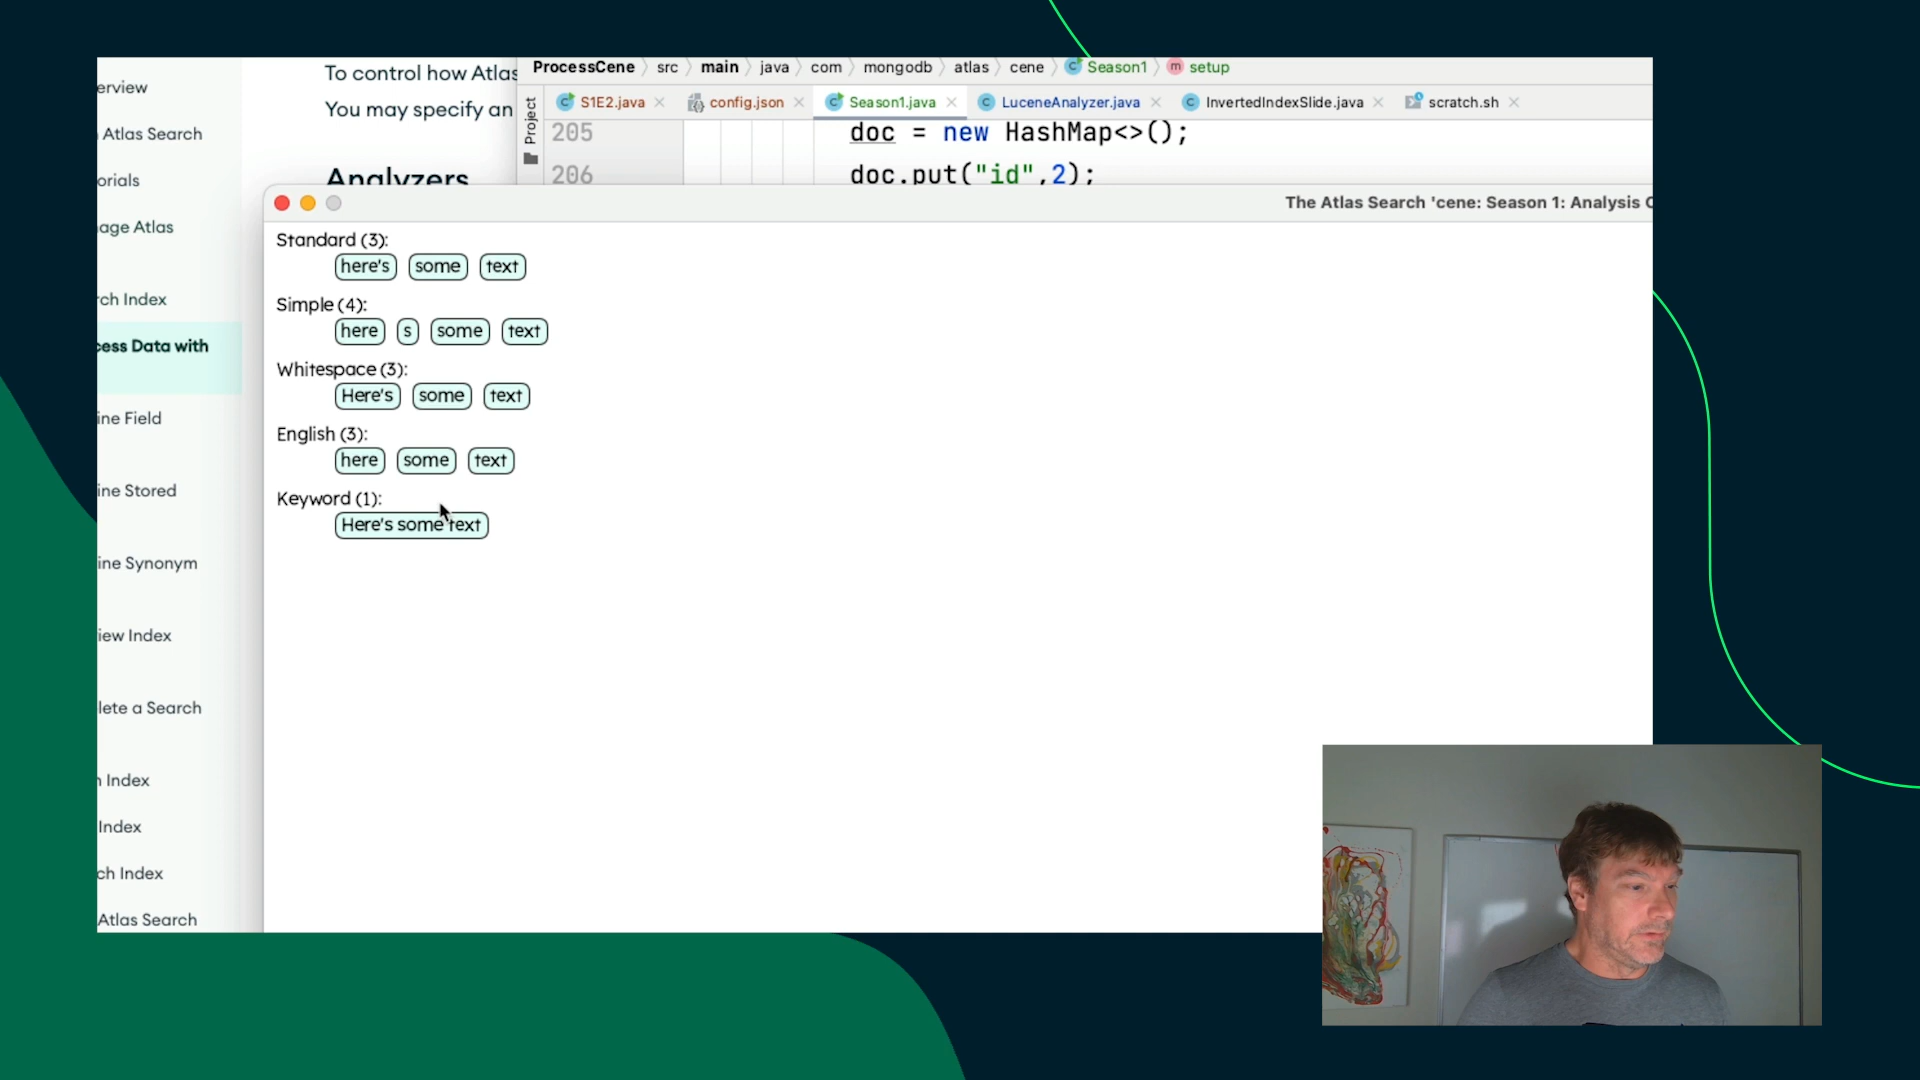 To control how Atlas
You may specify an
Analyzers
erview
Atlas Search
orials
age Atlas
rch Index
cess Data with
ine Field
ine Stored
ine Synonym
iew Index
lete a Search
n Index
Index
ch Index
Atlas Search
ProcessCene src main java com mongodb atlas cene Season1 setup
Project
S1E2.java config.json Season1.java LuceneAnalyzer.java InvertedIndexSlide.java scratch.sh
205 doc = new HashMap<>();
206 doc.put("id",2);
The Atlas Search 'cene: Season 1: Analysis
Standard (3):
here's some text
Simple (4):
here s some text
Whitespace (3):
Here's some text
English (3):
here some text
Keyword (1):
Here's some text